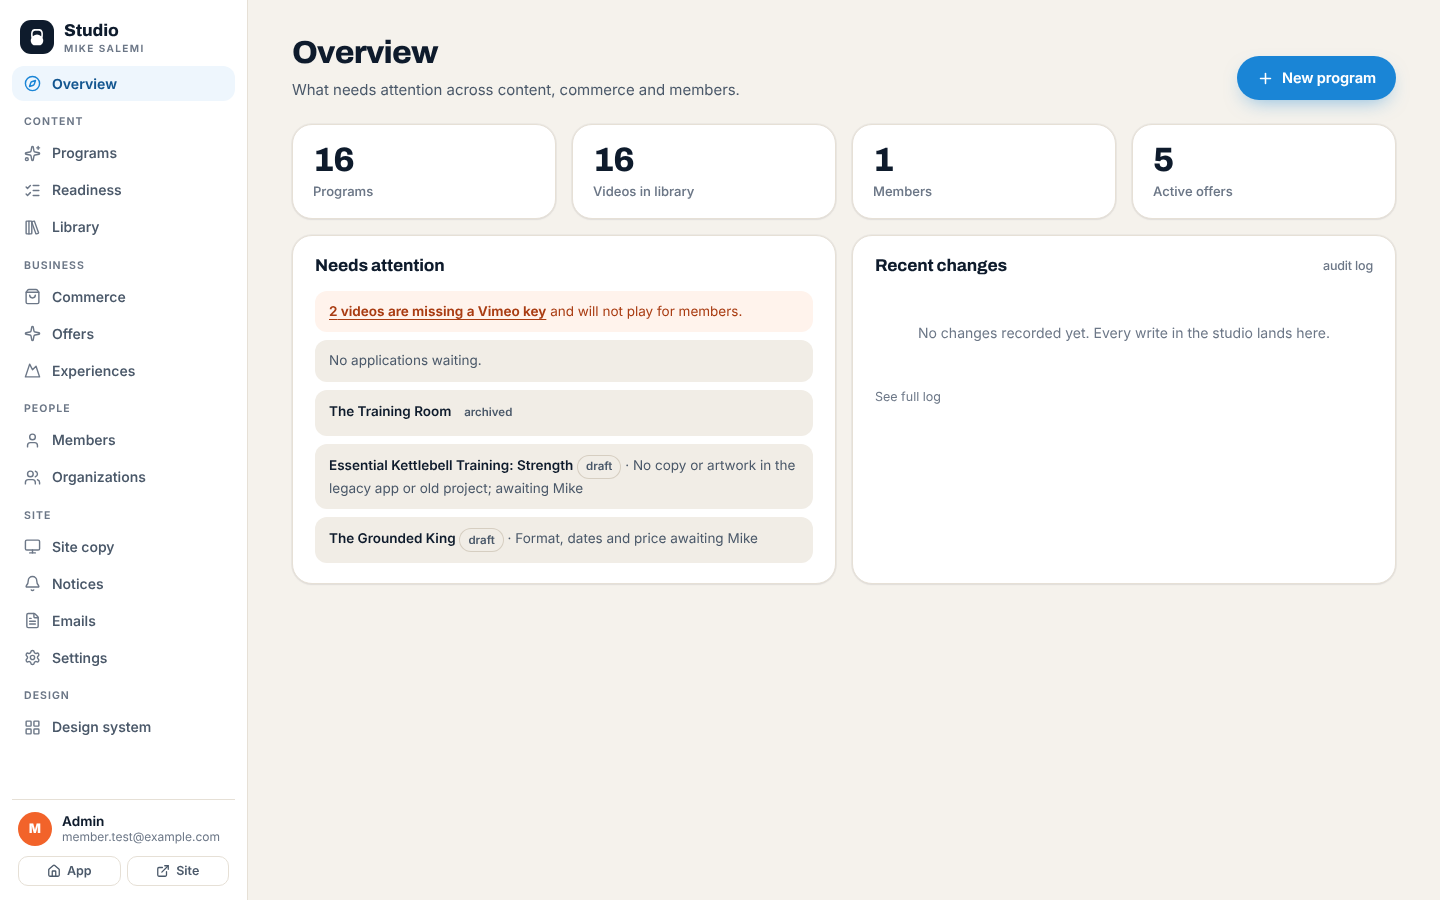 Studio
MIKE SALEMI
Overview
CONTENT
Programs
Readiness
Library
BUSINESS
Commerce
Offers
Experiences
PEOPLE
Members
Organizations
SITE
Site copy
Notices
Emails
Settings
DESIGN
Design system
M
Admin
member.test@example.com
App
Site
Overview
What needs attention across content, commerce and members.
New program
16
Programs
16
Videos in library
1
Members
5
Active offers
Needs attention
2 videos are missing a Vimeo key and will not play for members.
No applications waiting.
The Training Room archived
Essential Kettlebell Training: Strength draft · No copy or artwork in the
legacy app or old project; awaiting Mike
The Grounded King draft · Format, dates and price awaiting Mike
Recent changes
audit log
No changes recorded yet. Every write in the studio lands here.
See full log